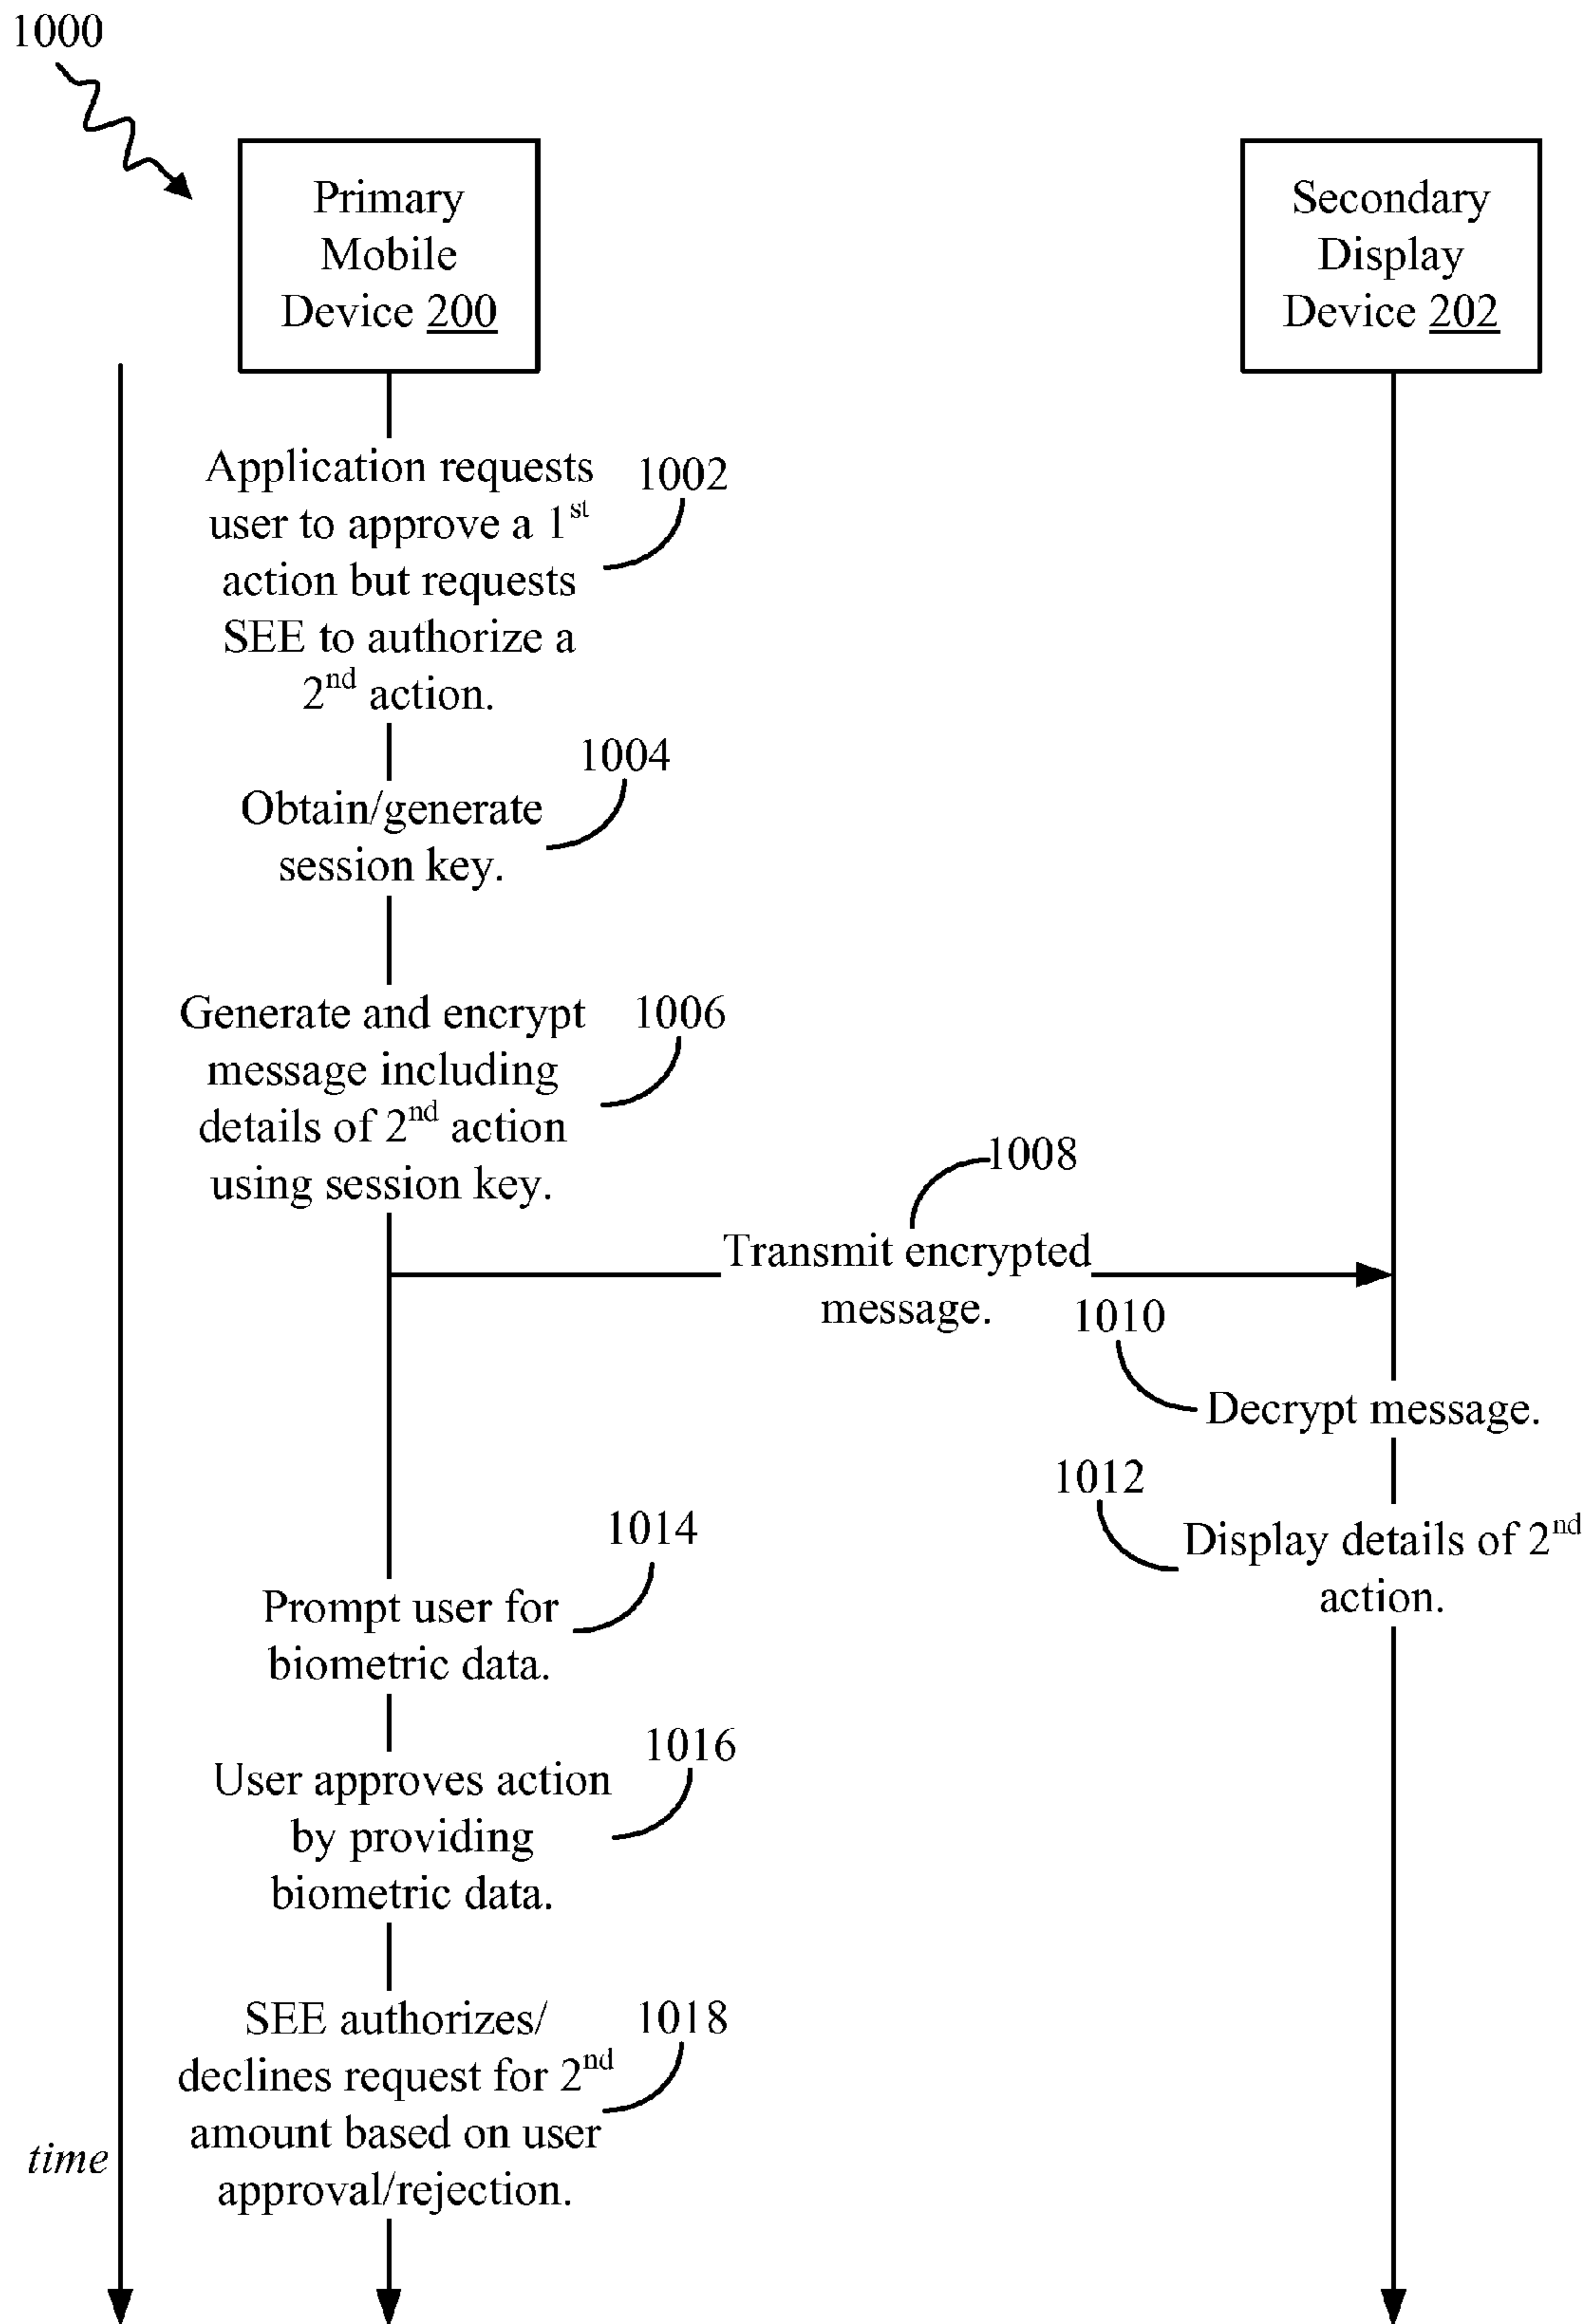 1000
Primary
Mobile
Device 200
Secondary
Display
Device 202
Application requests
user to approve a 1st
action but requests
SEE to authorize a
2nd action.
1002
1004
Obtain/generate
session key.
Generate and encrypt
message including
details of 2nd action
using session key.
1006
1008
Transmit encrypted
message.
1010
Decrypt message.
1012
Display details of 2nd
action.
1014
Prompt user for
biometric data.
1016
User approves action
by providing
biometric data.
SEE authorizes/
declines request for 2nd
amount based on user
approval/rejection.
1018
time